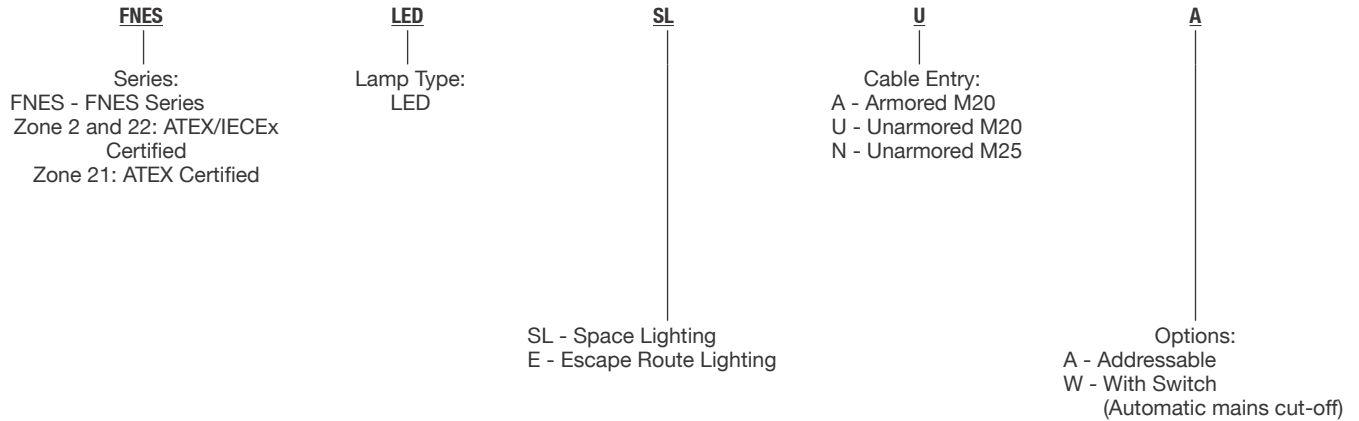 FNES
LED
SL
U
A
Series:
FNES - FNES Series
Zone 2 and 22: ATEX/IECEx
Certified
Zone 21: ATEX Certified
Lamp Type:
LED
SL - Space Lighting
E - Escape Route Lighting
Cable Entry:
A - Armored M20
U - Unarmored M20
N - Unarmored M25
Options:
A - Addressable
W - With Switch
(Automatic mains cut-off)